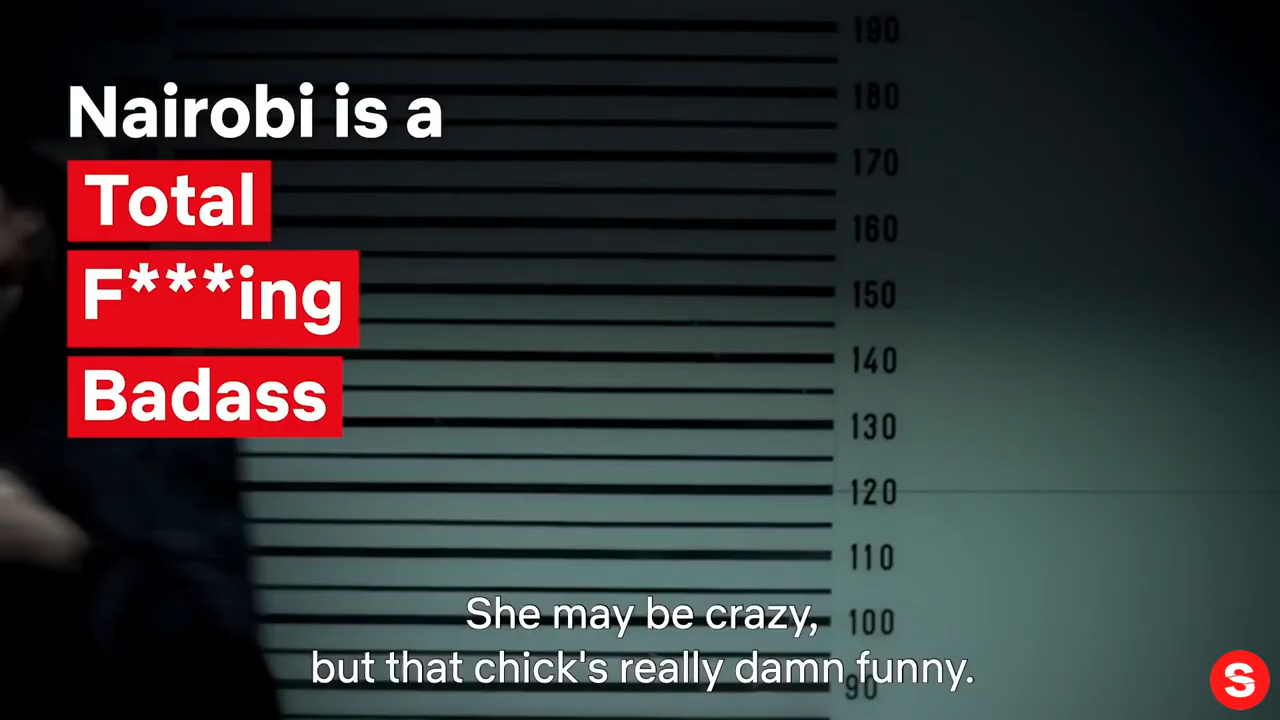 Nairobi is a
Total
F***ing
Badass
190
180
170
160
150
140
130
120
110
100
90
She may be crazy,
but that chick's really damn funny.
S